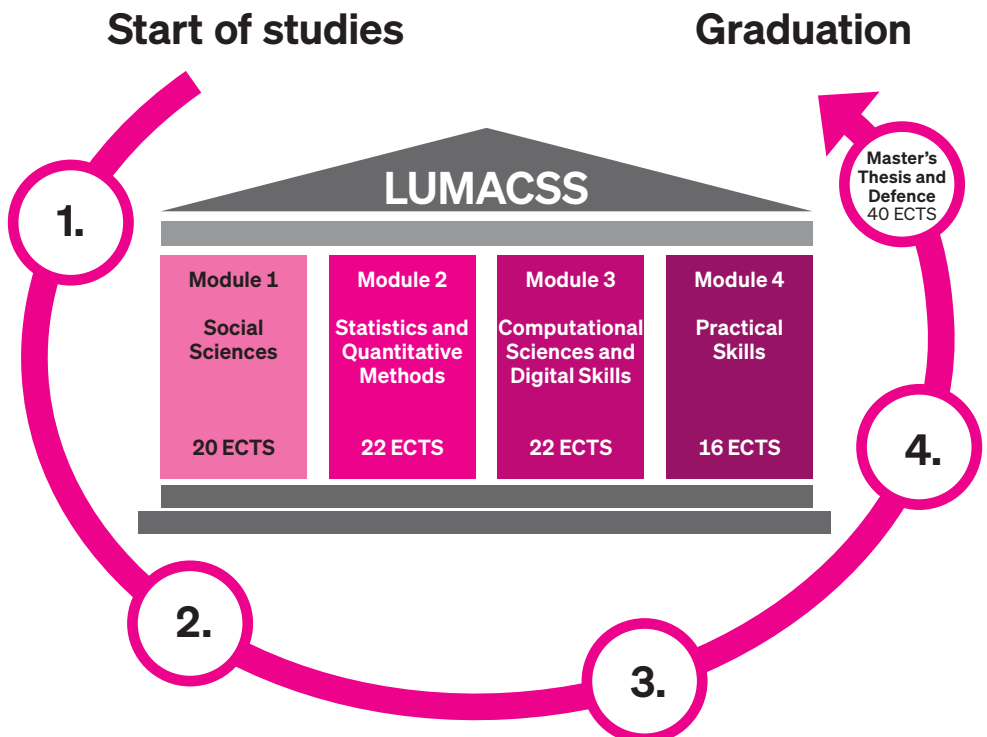 Start of studies
Graduation
LUMACSS
Master's
Thesis and
Defence
40 ECTS
1.
Module 1
Social
Sciences
20 ECTS
Module 2
Statistics and
Quantitative
Methods
22 ECTS
Module 3
Computational
Sciences and
Digital Skills
22 ECTS
Module 4
Practical
Skills
16 ECTS
4.
2.
3.